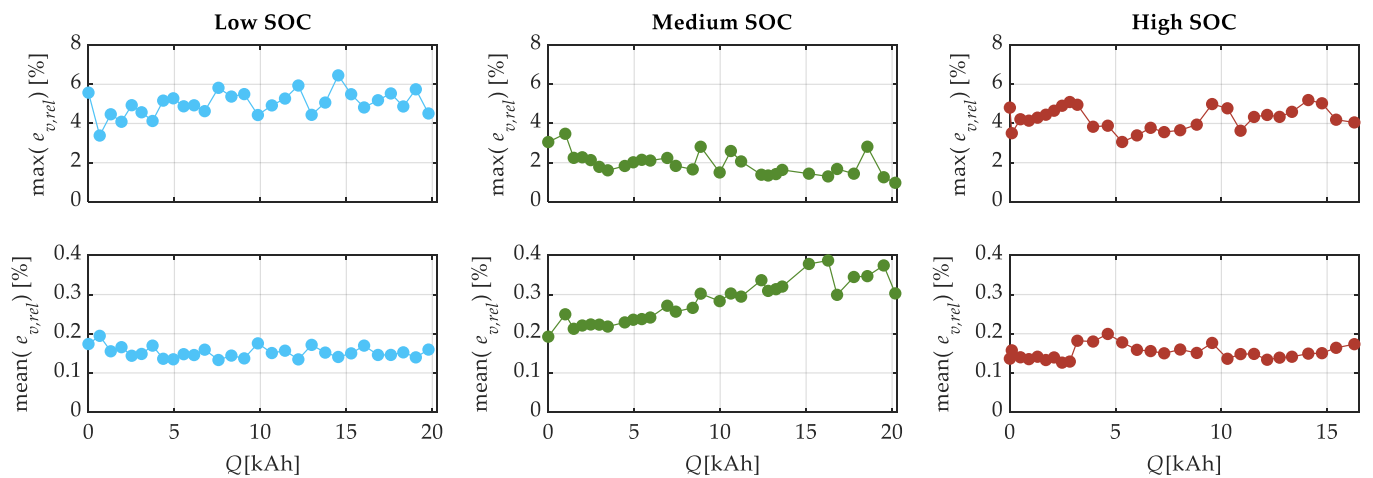 Low SOC
Medium SOC
High SOC
max( e_v,rel) [%]
8
6
4
2
0
max( e_v,rel) [%]
8
6
4
2
0
max( e_v,rel) [%]
8
6
4
2
0
mean( e_v,rel) [%]
0.4
0.3
0.2
0.1
0
mean( e_v,rel) [%]
0.4
0.3
0.2
0.1
0
mean( e_v,rel) [%]
0.4
0.3
0.2
0.1
0
0 5 10 15 20
0 5 10 15 20
0 5 10 15
Q[kAh]
Q[kAh]
Q[kAh]